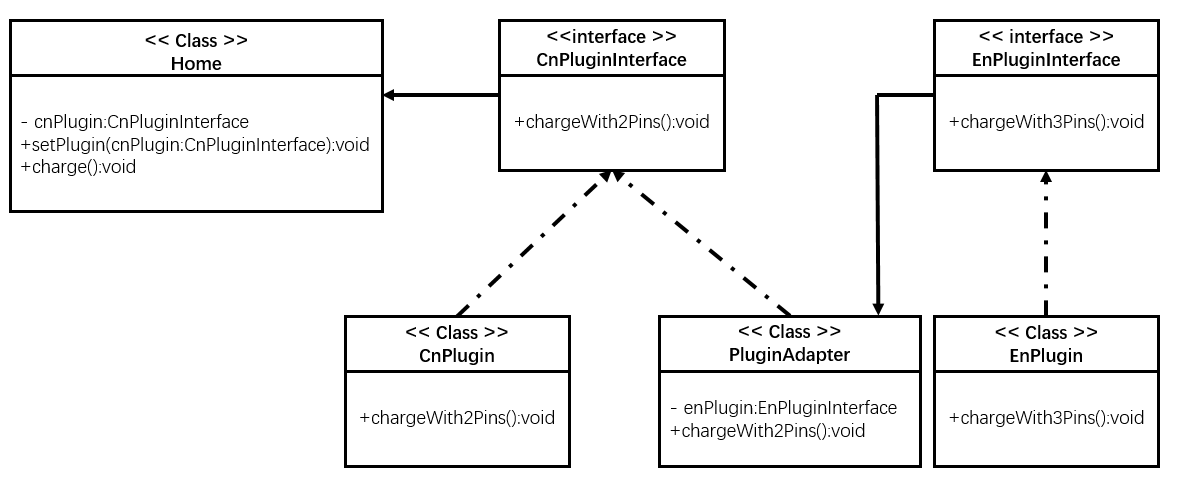 << Class >>
Home
- cnPlugin:CnPluginInterface
+setPlugin(cnPlugin:CnPluginInterface):void
+charge():void
<<interface >>
CnPluginInterface
+chargeWith2Pins():void
<< interface >>
EnPluginInterface
+chargeWith3Pins():void
<< Class >>
CnPlugin
+chargeWith2Pins():void
<< Class >>
PluginAdapter
- enPlugin:EnPluginInterface
+chargeWith2Pins():void
<< Class >>
EnPlugin
+chargeWith3Pins():void